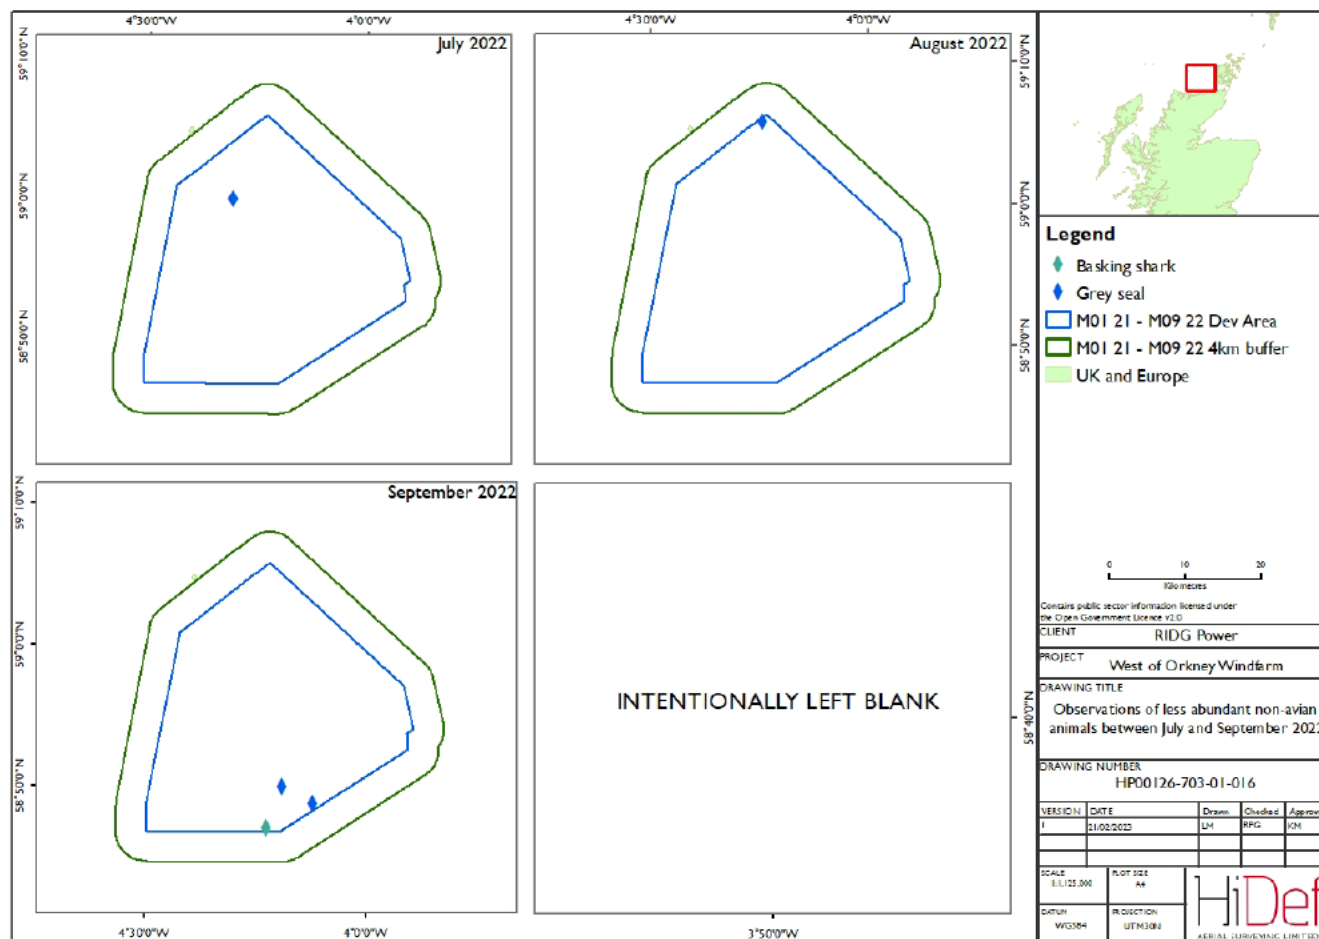 4°30'0"W
4°0'0"W
4°30'0"W
4°0'0"W
July 2022
August 2022
59°10'0"N
59°0'0"N
58°50'0"N
59°10'0"N
59°0'0"N
58°50'0"N
September 2022
59°10'0"N
59°0'0"N
58°50'0"N
INTENTIONALLY LEFT BLANK
58°40'0"N
4°30'0"W
4°0'0"W
3°50'0"W
Legend
Basking shark
Grey seal
M01 21 - M09 22 Dev Area
M01 21 - M09 22 4km buffer
UK and Europe
0 10 20
Kilometres
Contains public sector information licensed under
the Open Government Licence v2.0
CLIENT
RIDG Power
PROJECT
West of Orkney Windfarm
DRAWING TITLE
Observations of less abundant non-avian
animals between July and September 2022
DRAWING NUMBER
HP00126-703-01-016
VERSION DATE Drawn Checked Approv
1 21/02/2023 LM RPG KM
SCALE PLOT SIZE
1:1,125,000 A4
DATUM PROJECTION
WGS84 UTM30N
HiDef
AERIAL SURVEYING LIMITED